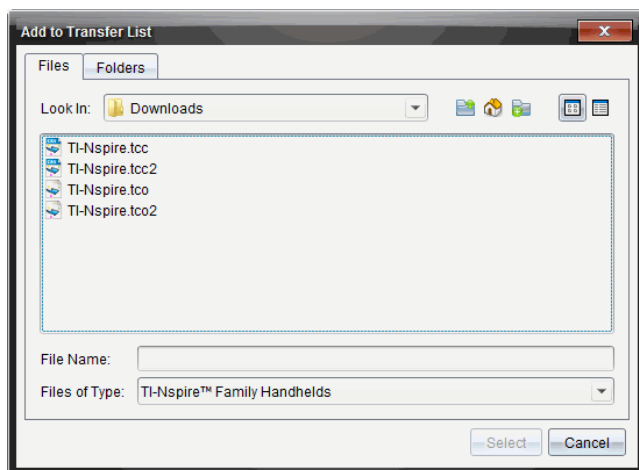 Add to Transfer List
Files Folders
Look In: Downloads
TI-Nspire.tcc
TI-Nspire.tcc2
TI-Nspire.tco
TI-Nspire.tco2
File Name:
Files of Type: TI-Nspire™ Family Handhelds
Select Cancel